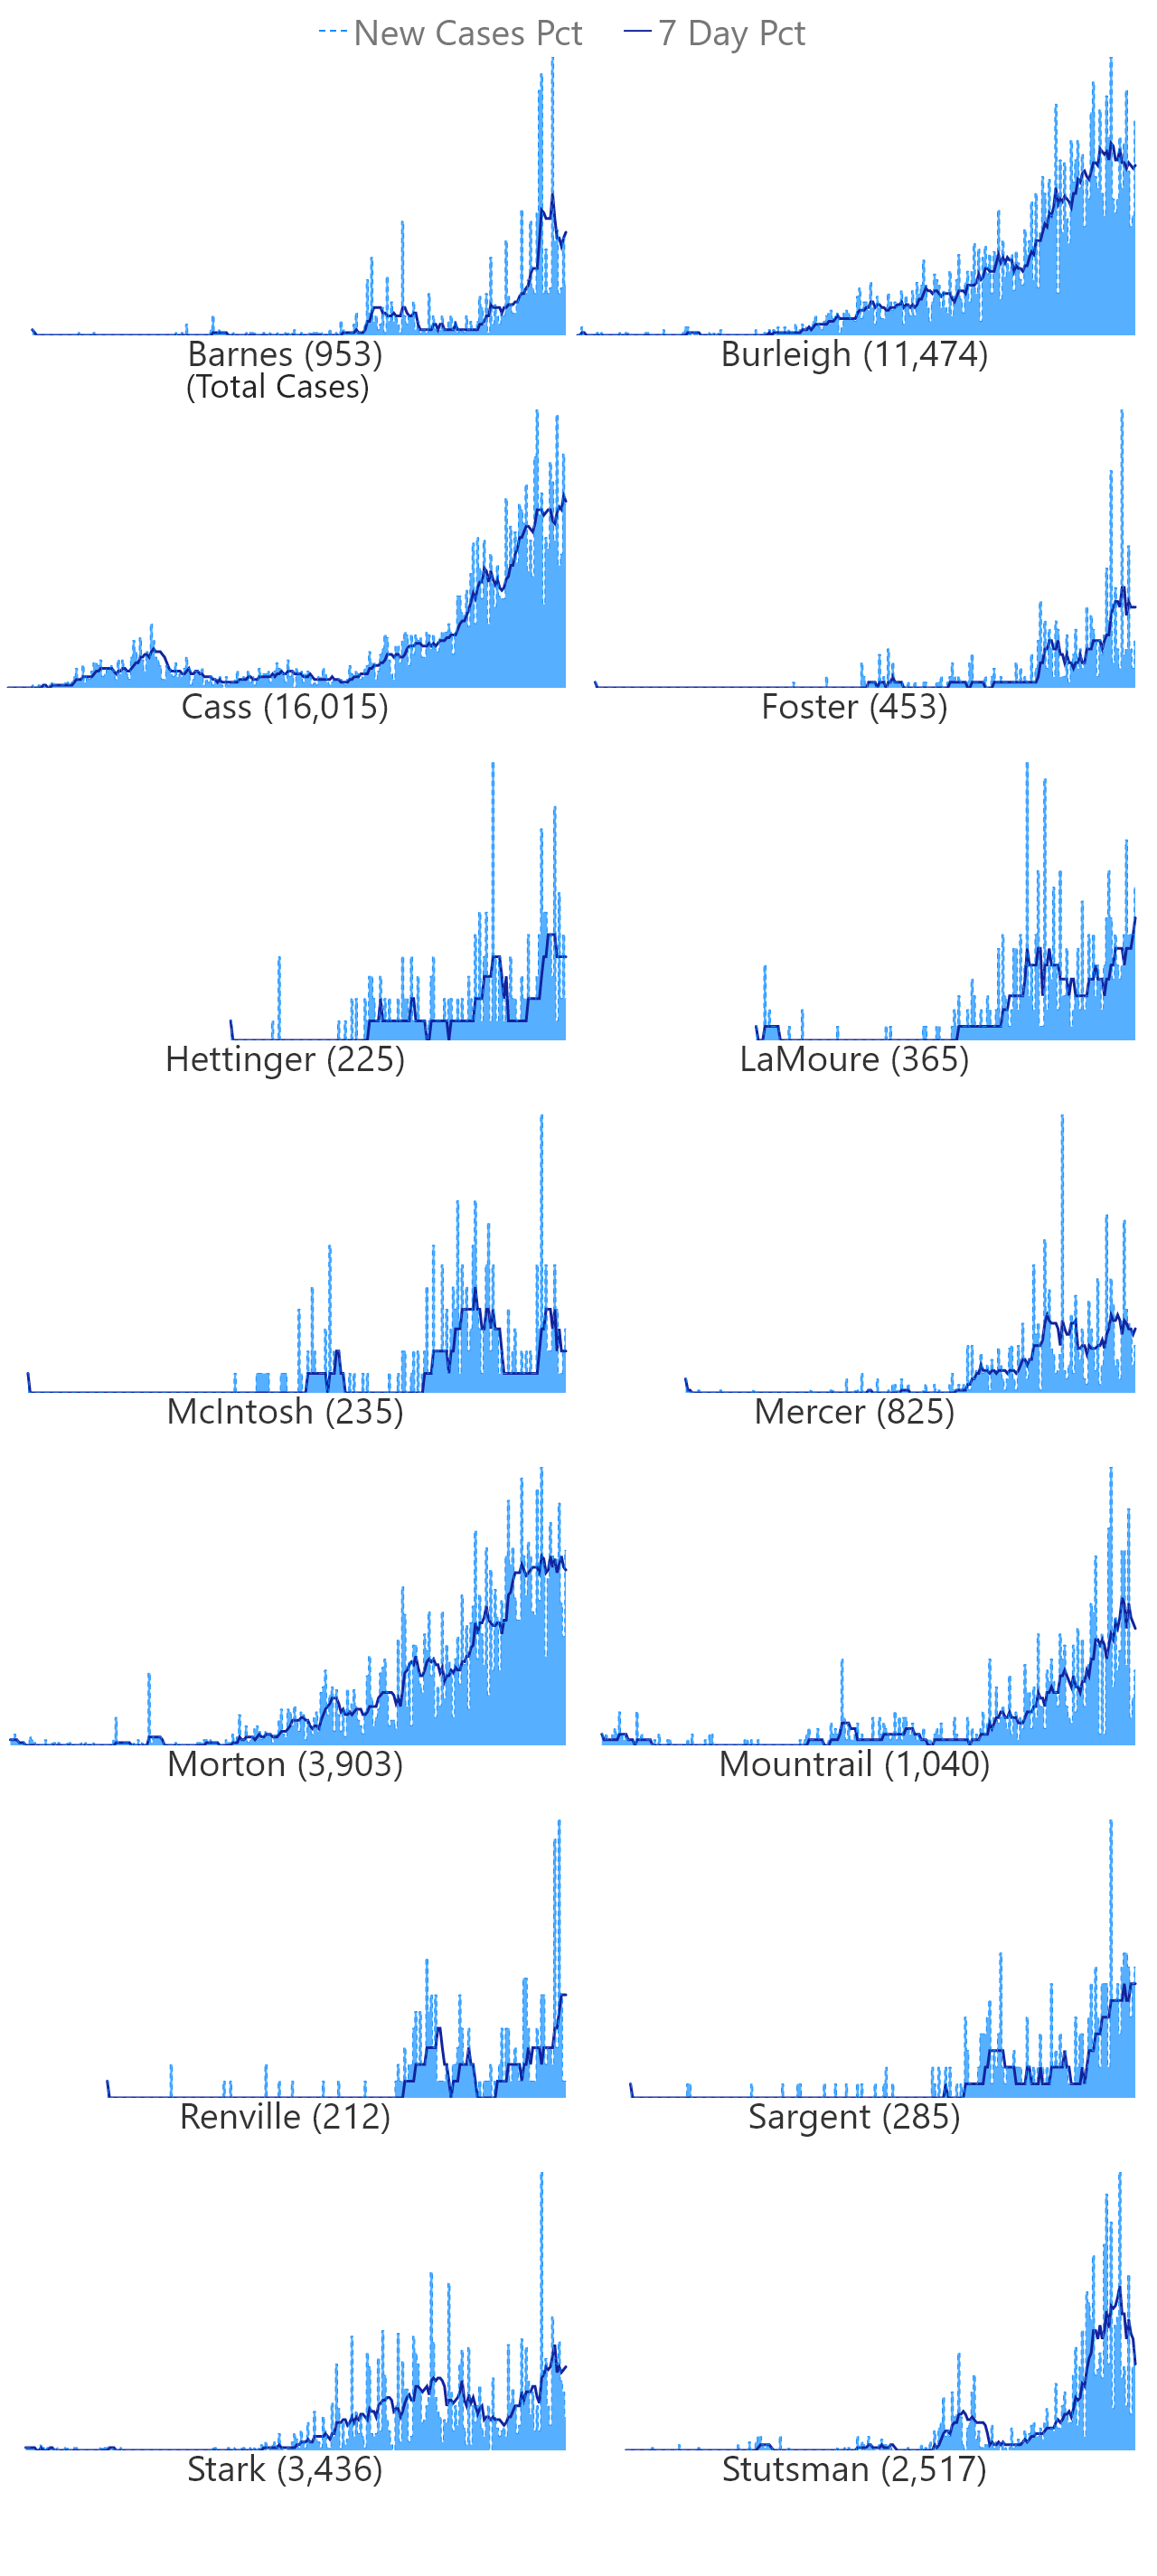 New Cases Pct 7 Day Pct
Barnes (953) Burleigh (11,474)
(Total Cases)
Cass (16,015) Foster (453)
Hettinger (225) LaMoure (365)
McIntosh (235) Mercer (825)
Morton (3,903) Mountrail (1,040)
Renville (212) Sargent (285)
Stark (3,436) Stutsman (2,517)